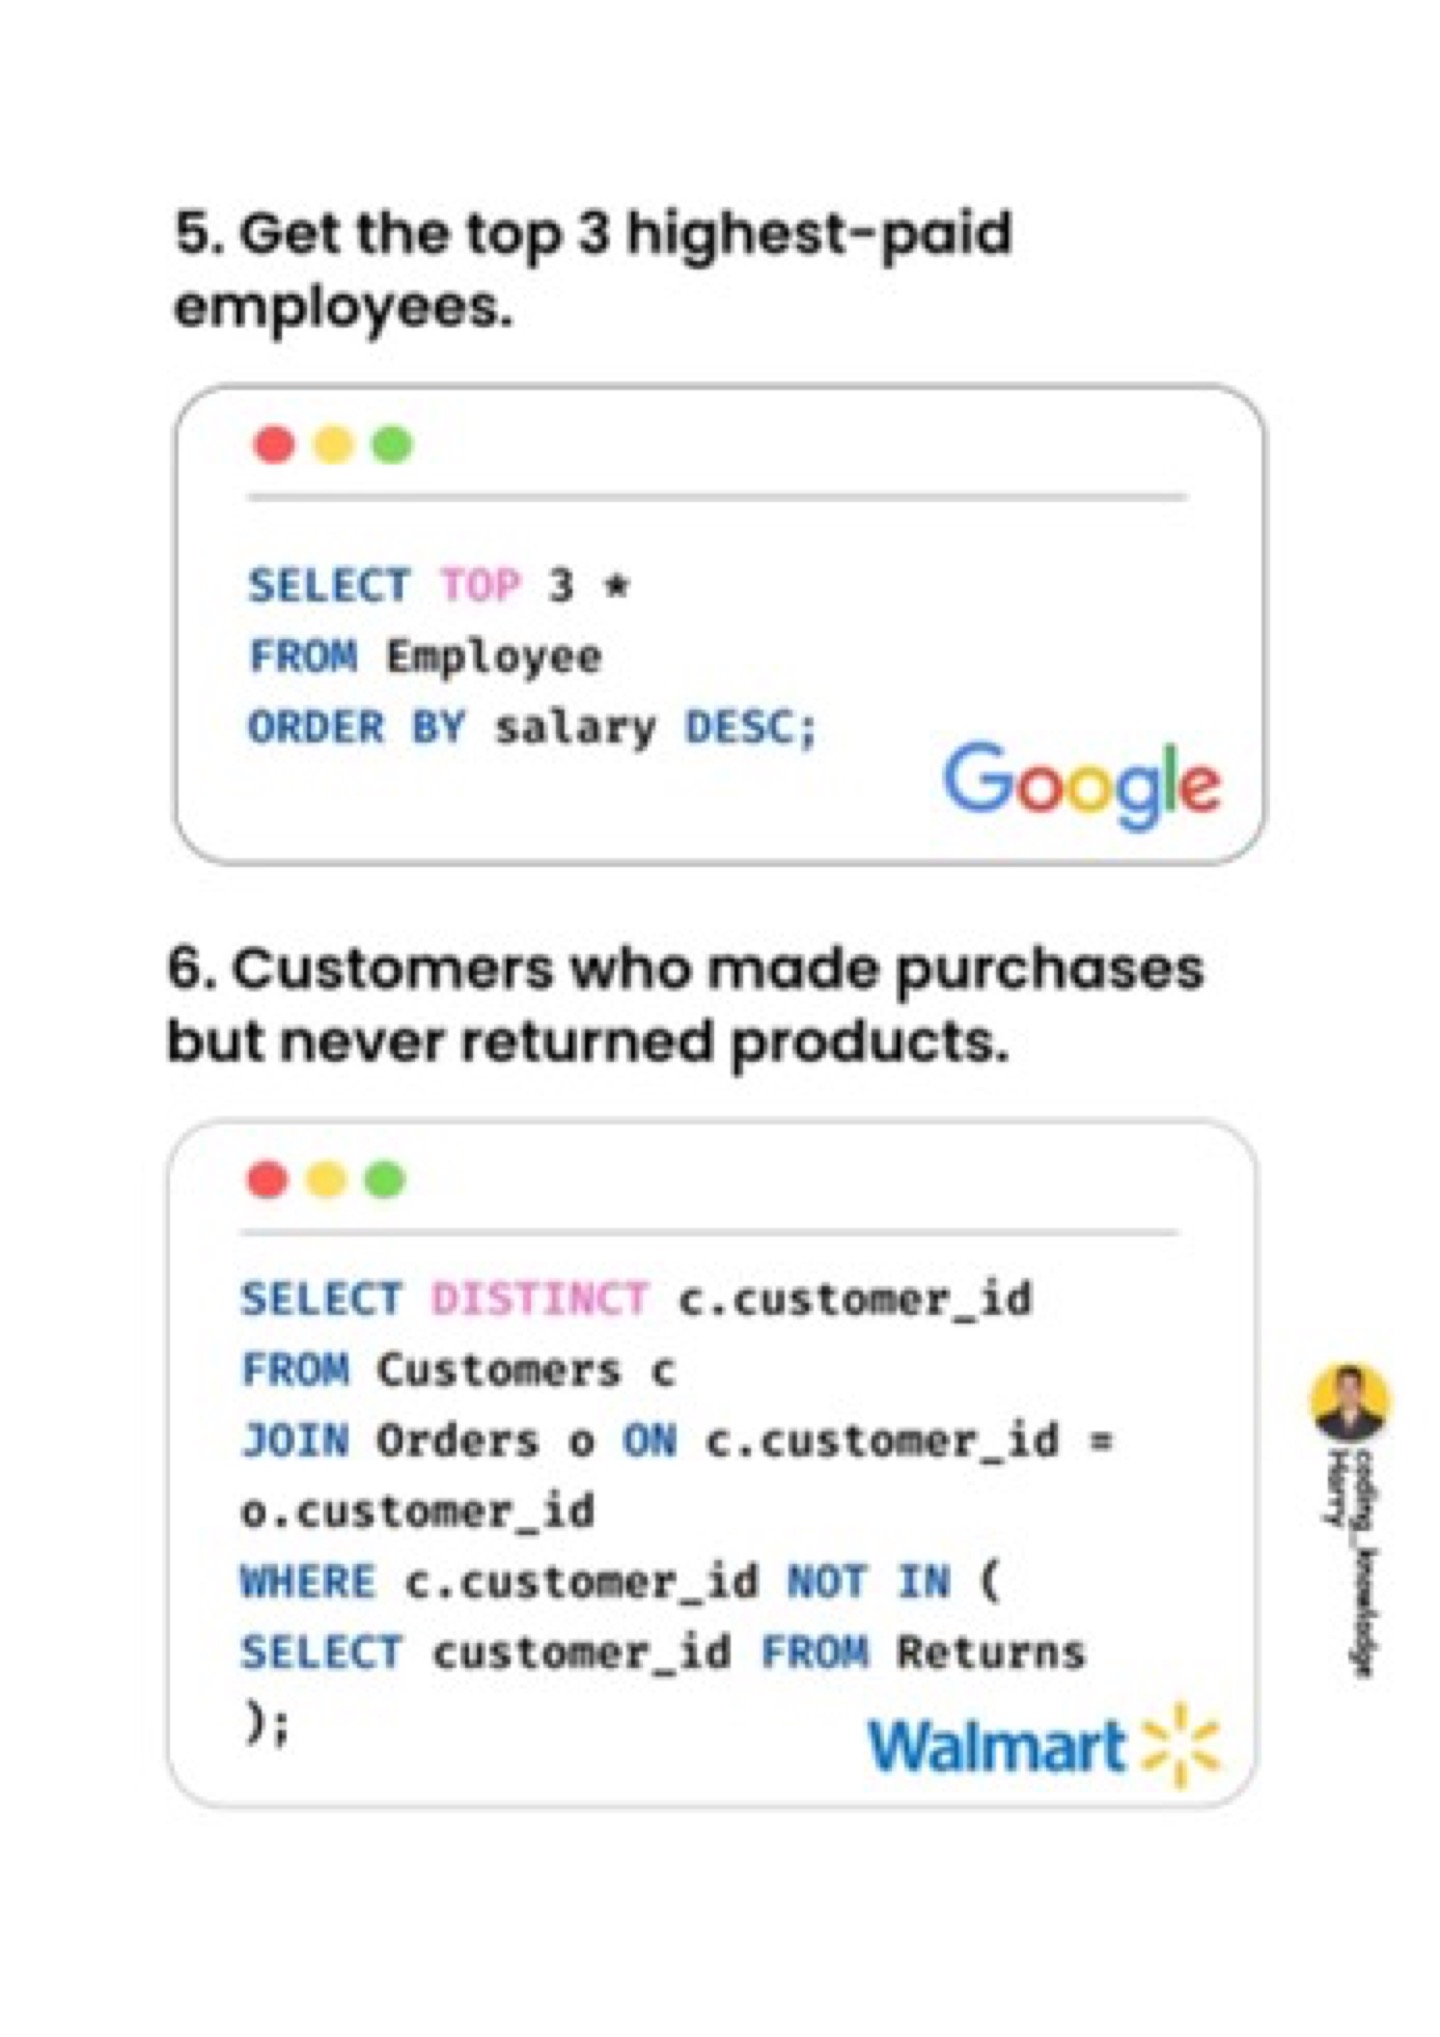 5. Get the top 3 highest-paid
employees.
SELECT TOP 3 *
FROM Employee
ORDER BY salary DESC;
Google
6. Customers who made purchases
but never returned products.
SELECT DISTINCT c.customer_id
FROM Customers c
JOIN Orders o ON c.customer_id =
o.customer_id
WHERE c.customer_id NOT IN (
SELECT customer_id FROM Returns
);
Walmart
coding_knowledge
Harry